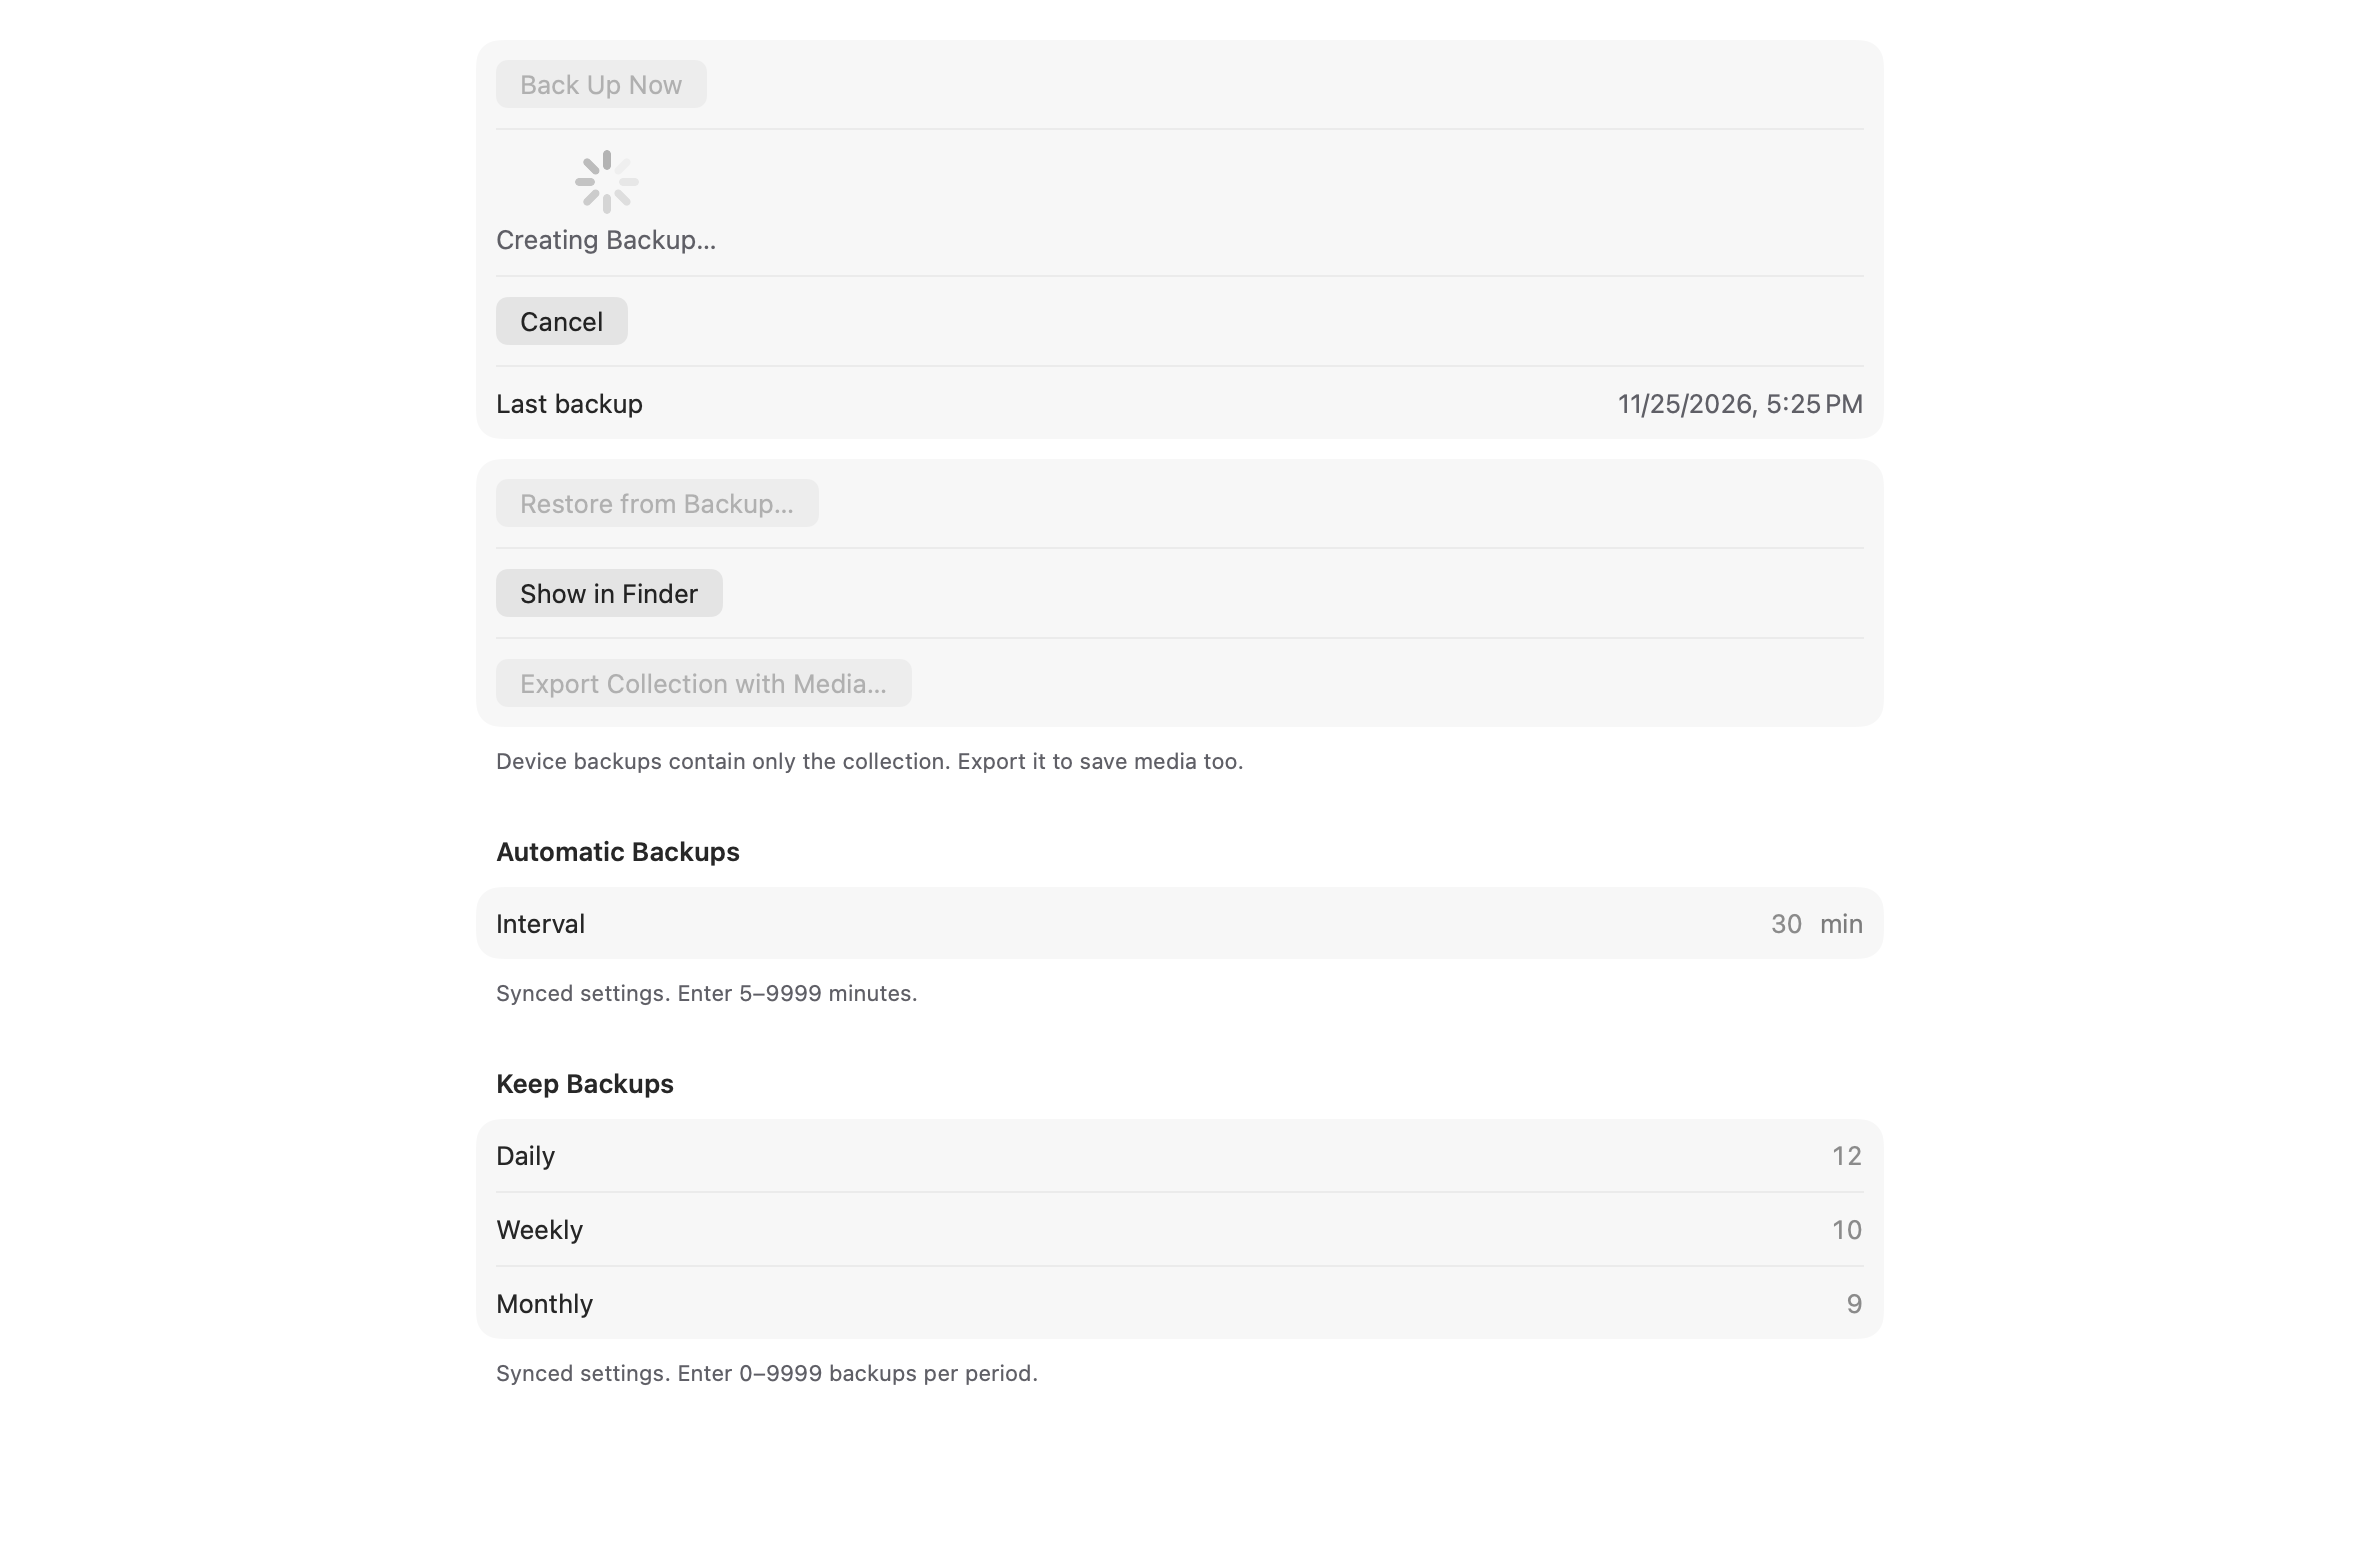 Back Up Now
Creating Backup...
Cancel
Last backup 11/25/2026, 5:25 PM
Restore from Backup...
Show in Finder
Export Collection with Media...
Device backups contain only the collection. Export it to save media too.
Automatic Backups
Interval 30 min
Synced settings. Enter 5–9999 minutes.
Keep Backups
Daily 12
Weekly 10
Monthly 9
Synced settings. Enter 0–9999 backups per period.